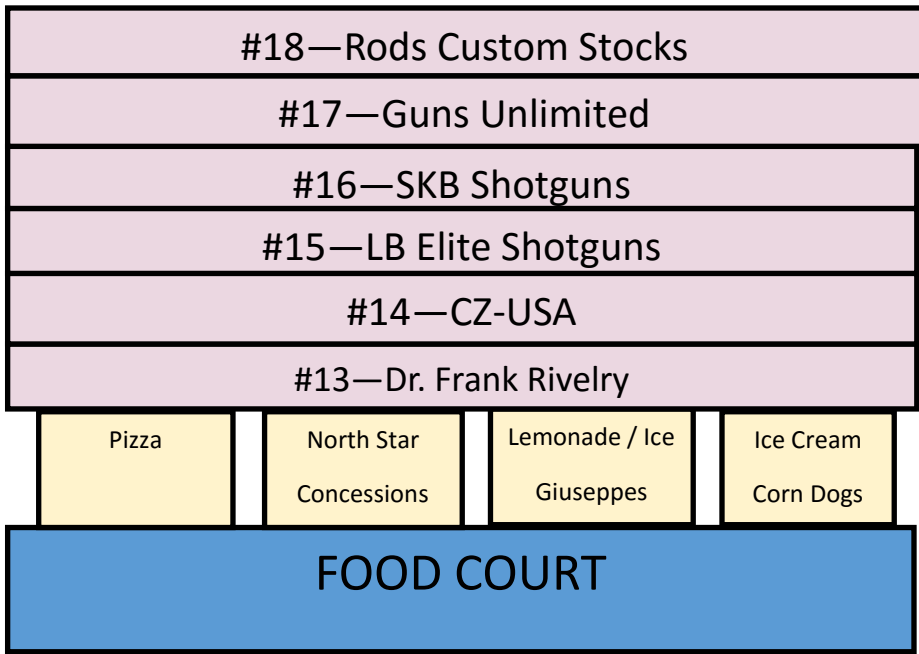 #18—Rods Custom Stocks
#17—Guns Unlimited
#16—SKB Shotguns
#15—LB Elite Shotguns
#14—CZ-USA
#13—Dr. Frank Rivelry
Pizza
North Star
Concessions
Lemonade / Ice
Giuseppes
Ice Cream
Corn Dogs
FOOD COURT